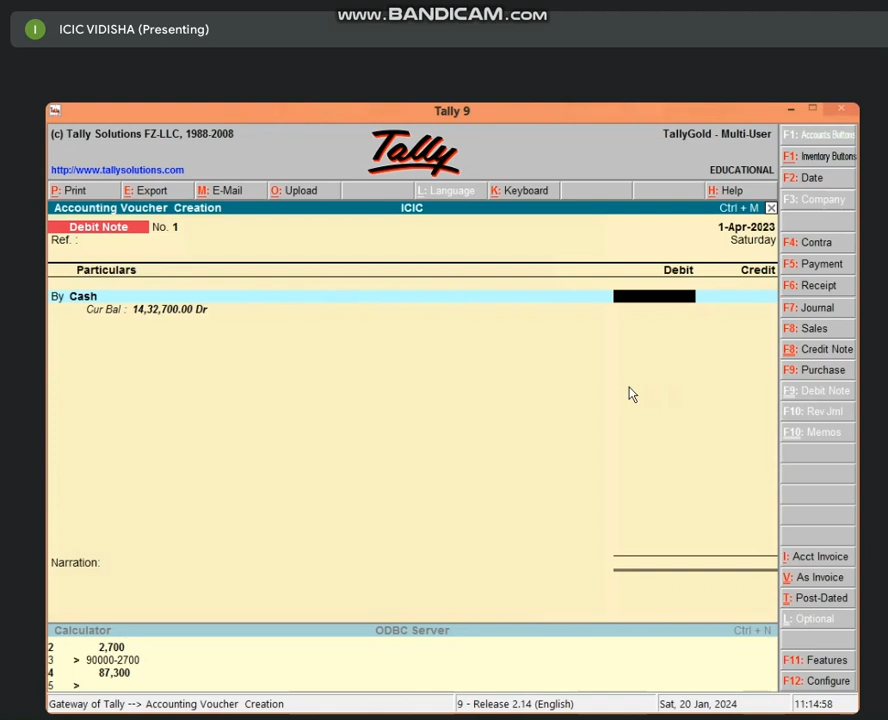 www.BANDICAM.com
I ICIC VIDISHA (Presenting)
Tally 9
(c) Tally Solutions FZ-LLC, 1988-2008
Tally
TallyGold - Multi-User
http://www.tallysolutions.com
EDUCATIONAL
P: Print E: Export M: E-Mail O: Upload L: Language K: Keyboard H: Help
Accounting Voucher Creation ICIC Ctrl + M
Debit Note No. 1 1-Apr-2023
Ref. : Saturday
Particulars Debit Credit
By Cash
Cur Bal : 14,32,700.00 Dr
Narration:
F1: Accounts Buttons
F1: Inventory Buttons
F2: Date
F3: Company
F4: Contra
F5: Payment
F6: Receipt
F7: Journal
F8: Sales
F8: Credit Note
F9: Purchase
F9: Debit Note
F10: Rev Jrnl
F10: Memos
I: Acct Invoice
V: As Invoice
T: Post-Dated
L: Optional
F11: Features
F12: Configure
Calculator ODBC Server Ctrl + N
2 2,700
3 > 90000-2700
4 87,300
5 >
Gateway of Tally --> Accounting Voucher Creation 9 - Release 2.14 (English) Sat, 20 Jan, 2024 11:14:58